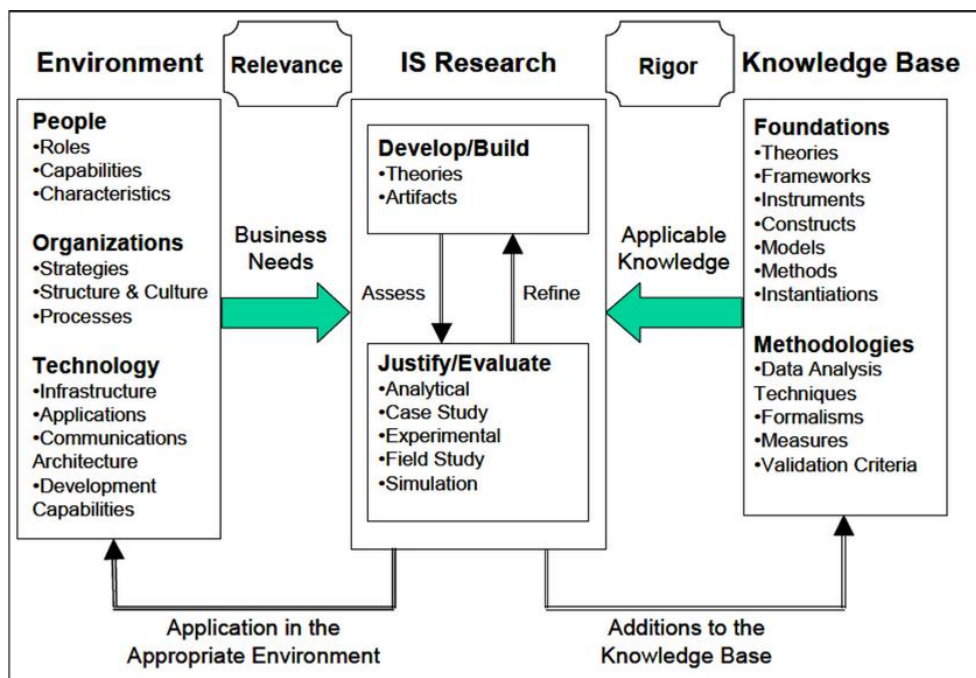 Environment
Relevance
IS Research
Rigor
Knowledge Base
People
•Roles
•Capabilities
•Characteristics
Organizations
•Strategies
•Structure & Culture
•Processes
Technology
•Infrastructure
•Applications
•Communications
Architecture
•Development
Capabilities
Business
Needs
Develop/Build
•Theories
•Artifacts
Assess
Refine
Justify/Evaluate
•Analytical
•Case Study
•Experimental
•Field Study
•Simulation
Applicable
Knowledge
Foundations
•Theories
•Frameworks
•Instruments
•Constructs
•Models
•Methods
•Instantiations
Methodologies
•Data Analysis
Techniques
•Formalisms
•Measures
•Validation Criteria
Application in the
Appropriate Environment
Additions to the
Knowledge Base